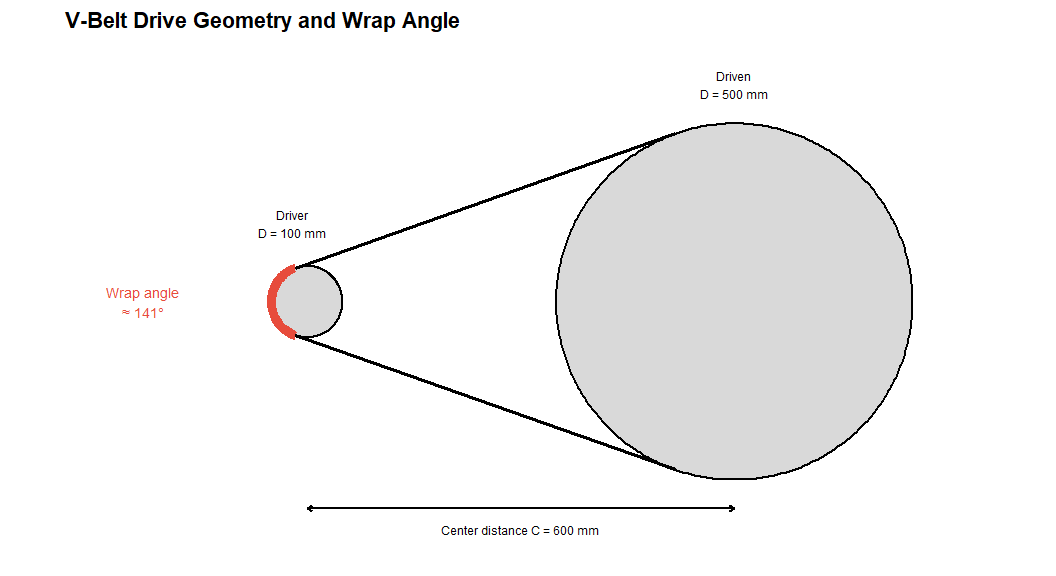 V-Belt Drive Geometry and Wrap Angle
Driven
D = 500 mm
Driver
D = 100 mm
Wrap angle
≈ 141°
Center distance C = 600 mm